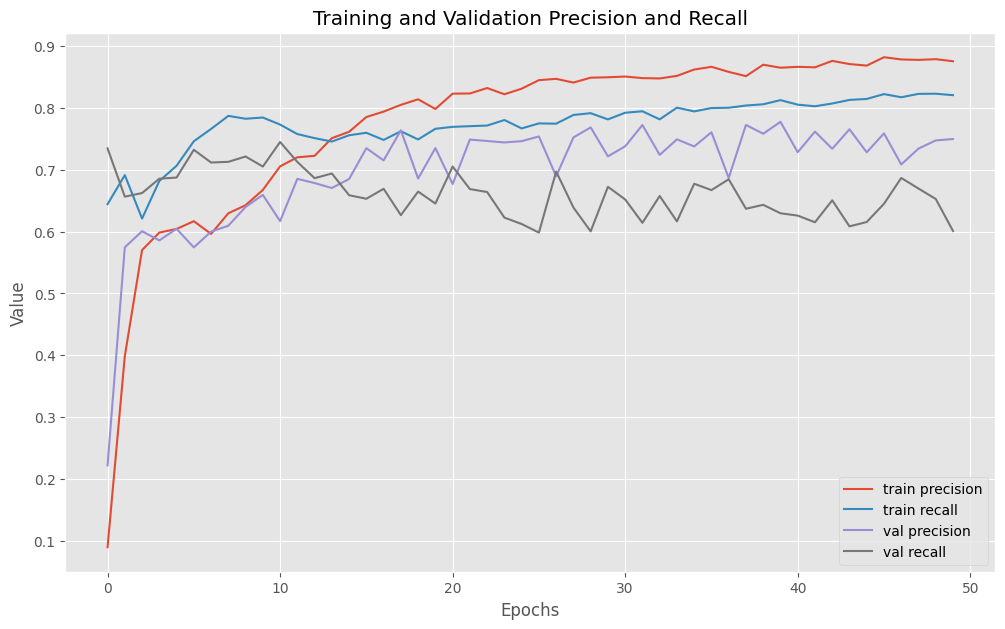 Training and Validation Precision and Recall
0.9
0.8
0.7
0.6
0.5
0.4
0.3
0.2
0.1
Value
0 10 20 30 40 50
Epochs
train precision
train recall
val precision
val recall